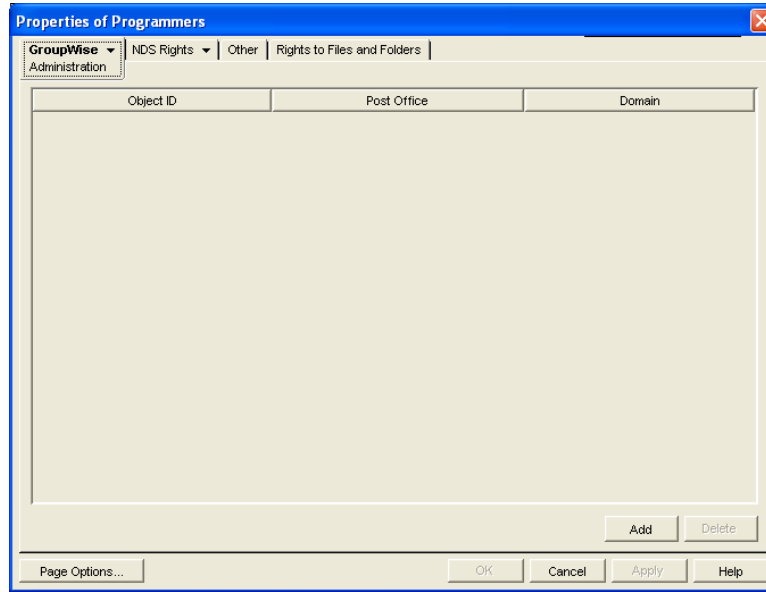 Properties of Programmers
GroupWise NDS Rights Other Rights to Files and Folders
Administration
Object ID Post Office Domain
Add Delete
Page Options... OK Cancel Apply Help